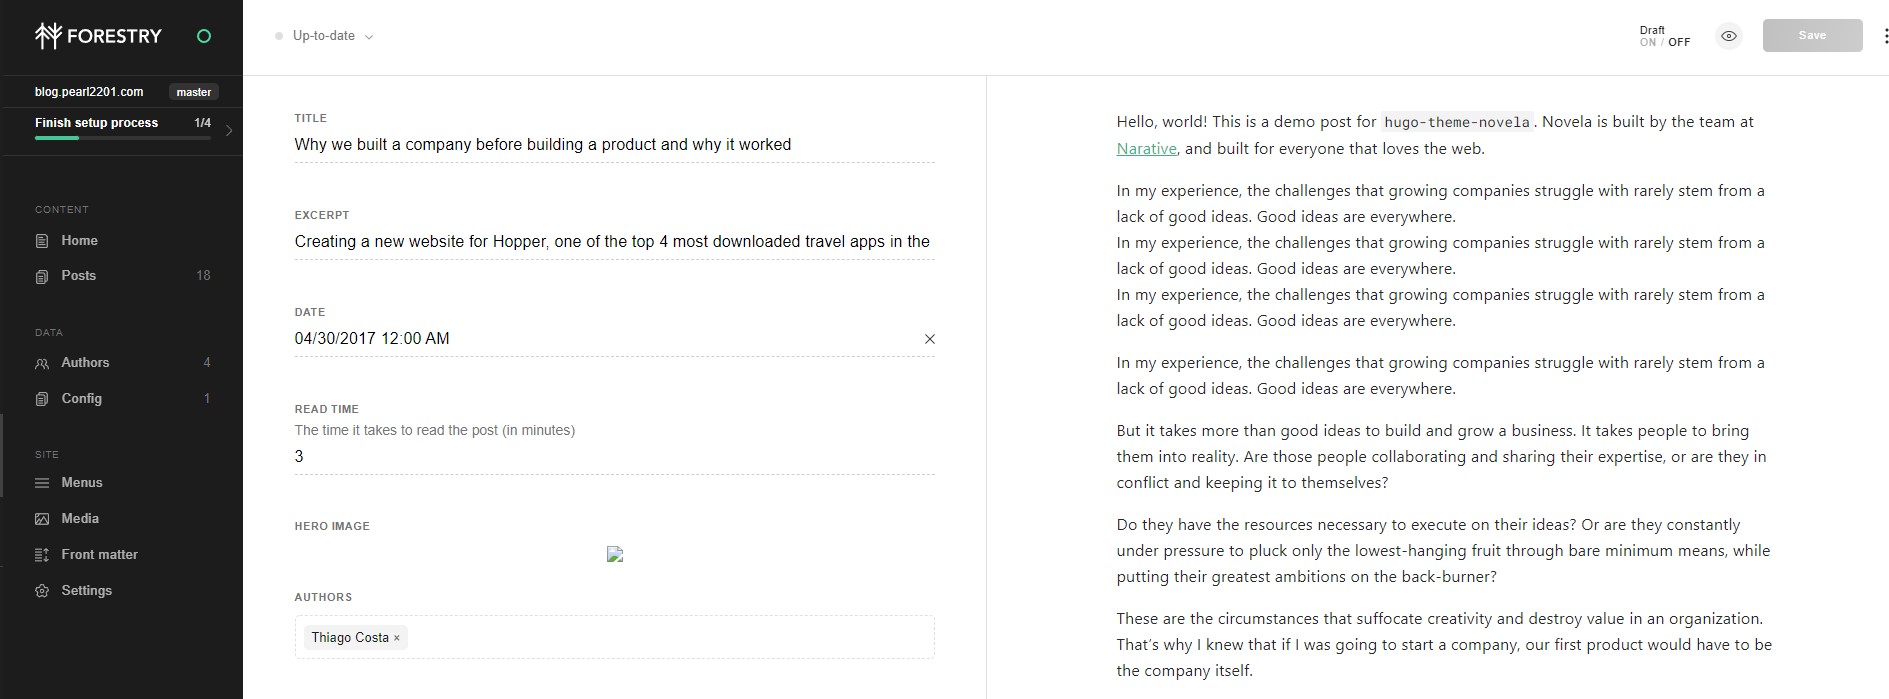 FORESTRY
blog.pearl2201.com master
Finish setup process 1/4
CONTENT
Home
Posts 18
DATA
Authors 4
Config 1
SITE
Menus
Media
Front matter
Settings
Up-to-date
Draft
ON / OFF
Save
TITLE
Why we built a company before building a product and why it worked
EXCERPT
Creating a new website for Hopper, one of the top 4 most downloaded travel apps in the
DATE
04/30/2017 12:00 AM
READ TIME
The time it takes to read the post (in minutes)
3
HERO IMAGE
AUTHORS
Thiago Costa ×
Hello, world! This is a demo post for hugo-theme-novela. Novela is built by the team at
Narative, and built for everyone that loves the web.
In my experience, the challenges that growing companies struggle with rarely stem from a
lack of good ideas. Good ideas are everywhere.
In my experience, the challenges that growing companies struggle with rarely stem from a
lack of good ideas. Good ideas are everywhere.
In my experience, the challenges that growing companies struggle with rarely stem from a
lack of good ideas. Good ideas are everywhere.
In my experience, the challenges that growing companies struggle with rarely stem from a
lack of good ideas. Good ideas are everywhere.
But it takes more than good ideas to build and grow a business. It takes people to bring
them into reality. Are those people collaborating and sharing their expertise, or are they in
conflict and keeping it to themselves?
Do they have the resources necessary to execute on their ideas? Or are they constantly
under pressure to pluck only the lowest-hanging fruit through bare minimum means, while
putting their greatest ambitions on the back-burner?
These are the circumstances that suffocate creativity and destroy value in an organization.
That's why I knew that if I was going to start a company, our first product would have to be
the company itself.